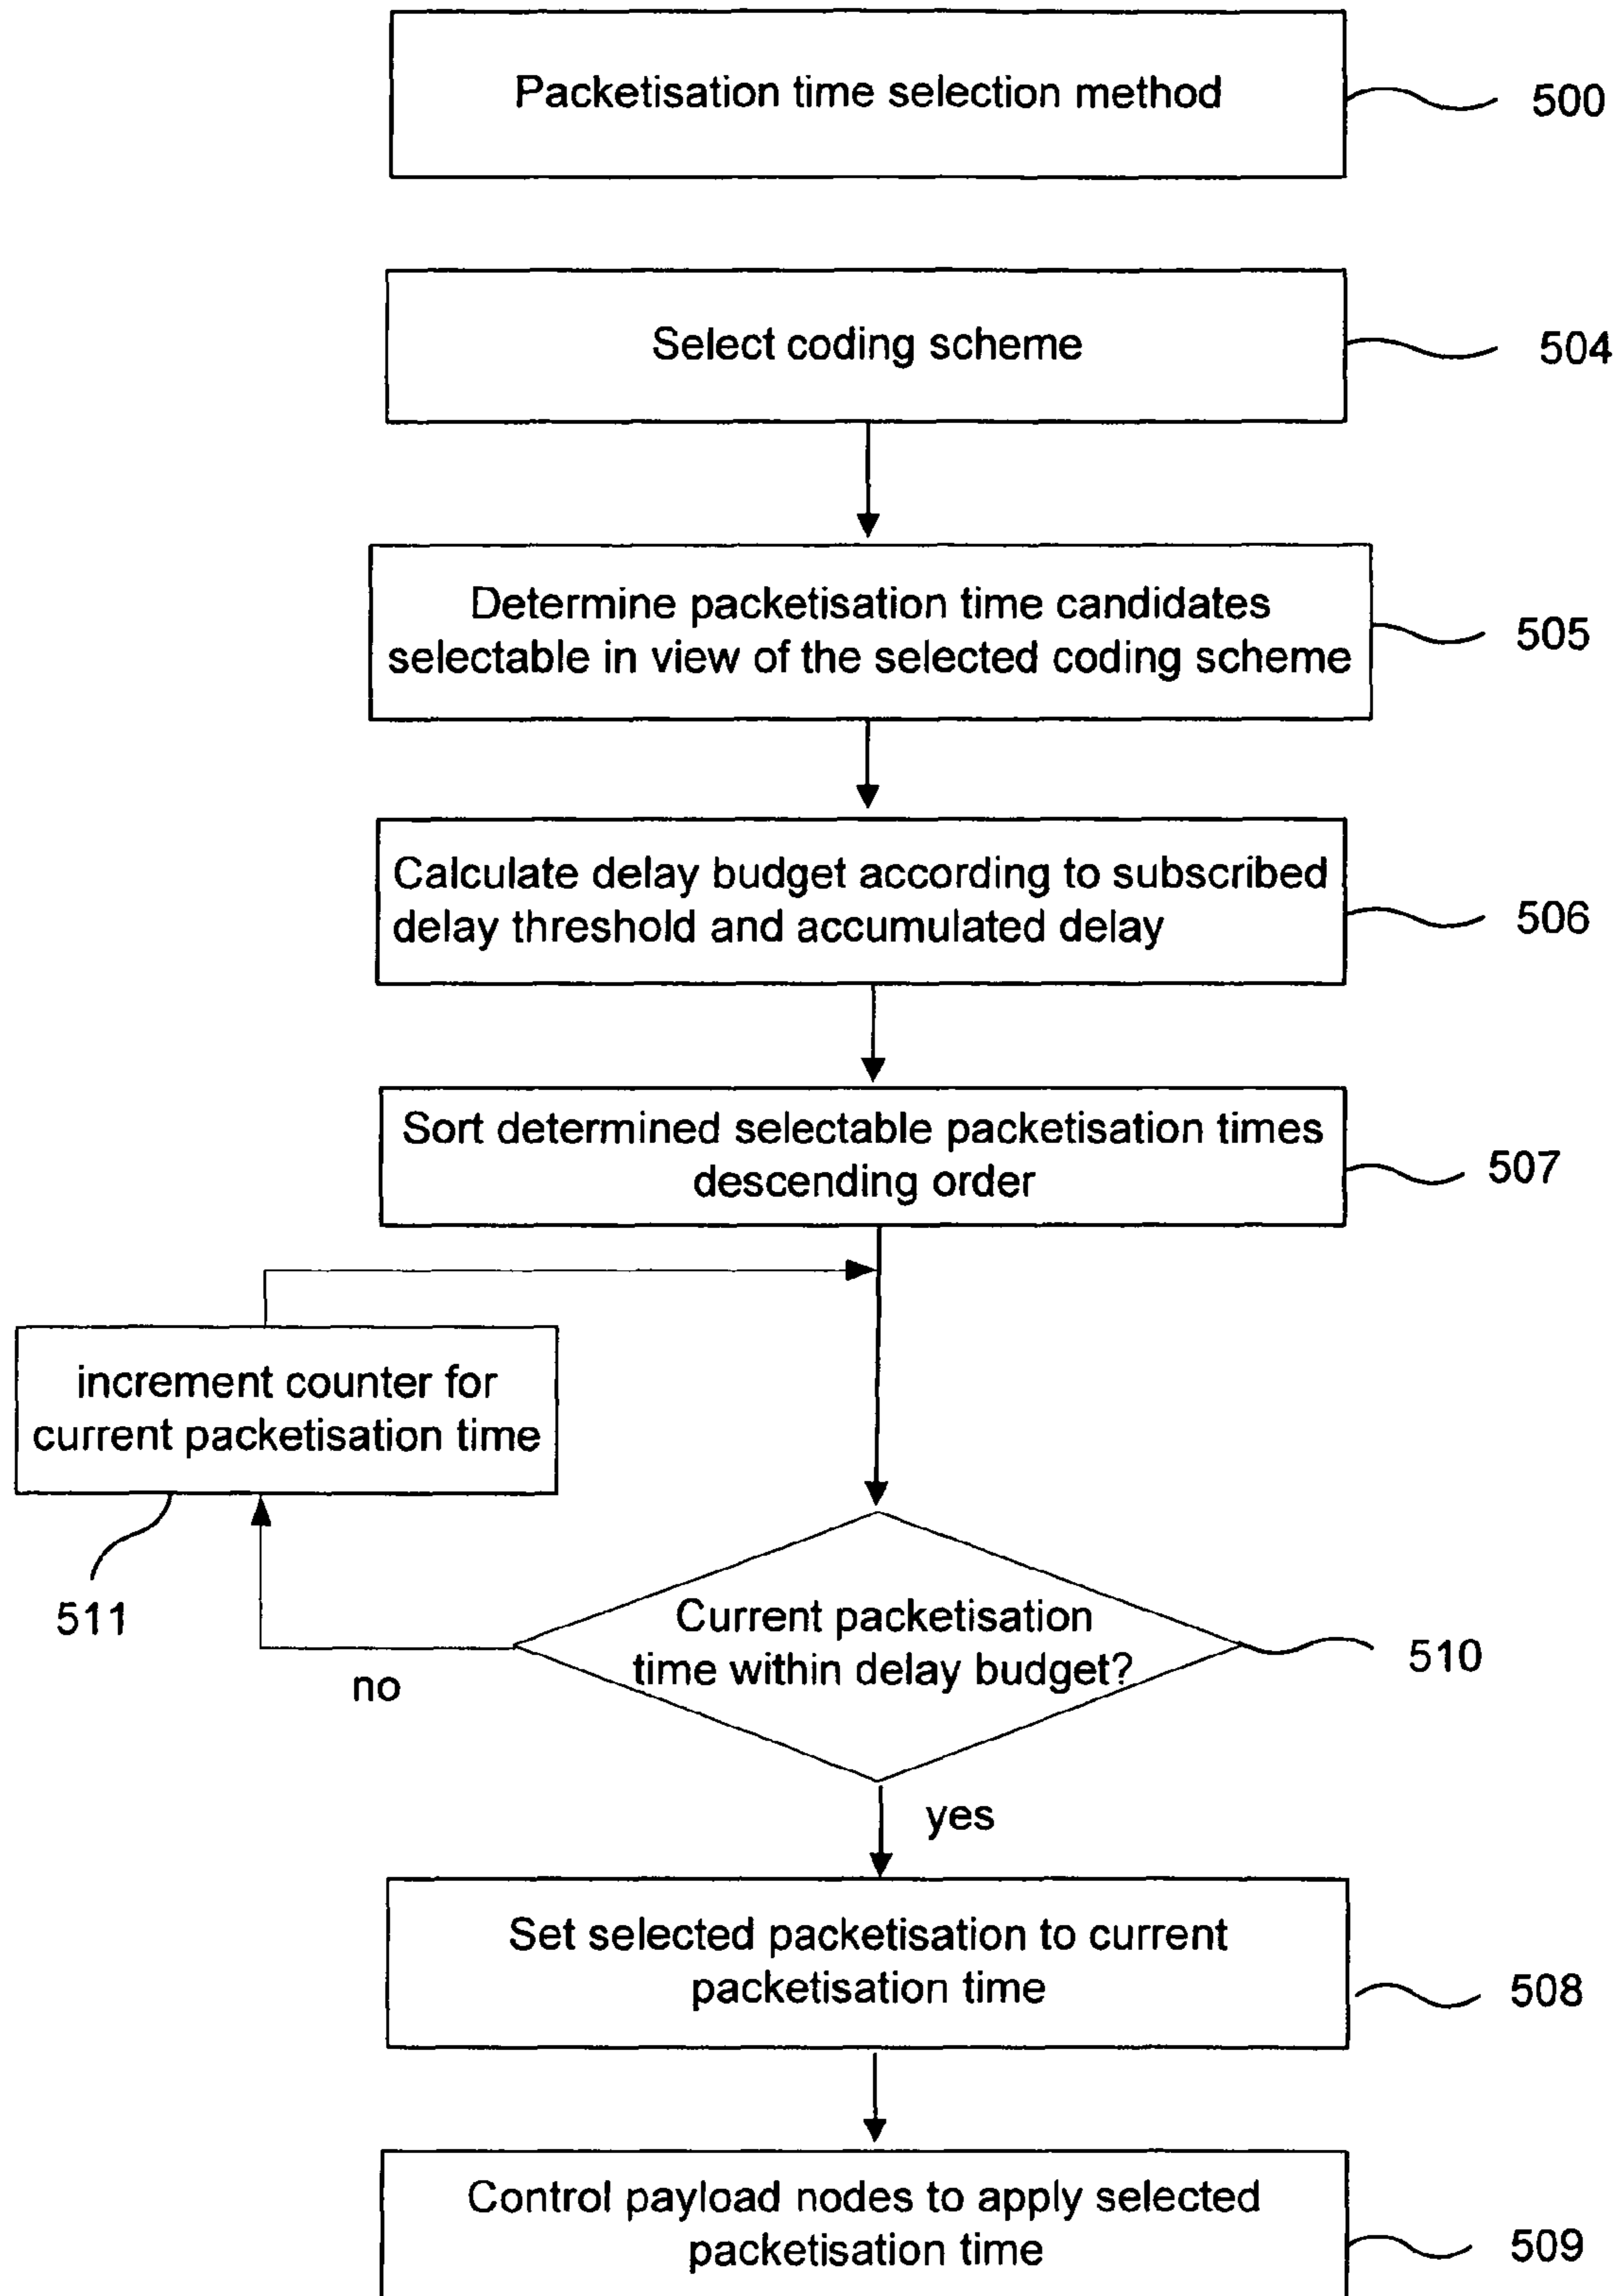 Packetisation time selection method
500
Select coding scheme
504
Determine packetisation time candidates
selectable in view of the selected coding scheme
505
Calculate delay budget according to subscribed
delay threshold and accumulated delay
506
Sort determined selectable packetisation times
descending order
507
increment counter for
current packetisation time
511
Current packetisation
time within delay budget?
510
no
yes
Set selected packetisation to current
packetisation time
508
Control payload nodes to apply selected
packetisation time
509